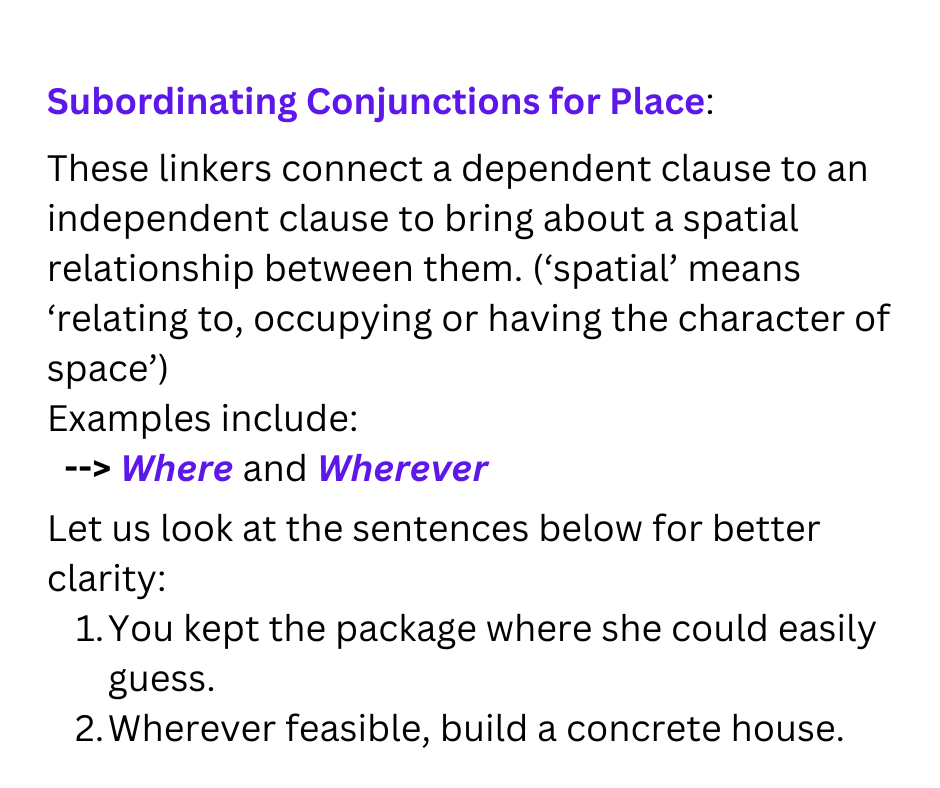 Subordinating Conjunctions for Place:
These linkers connect a dependent clause to an
independent clause to bring about a spatial
relationship between them. (‘spatial’ means
‘relating to, occupying or having the character of
space’)
Examples include:
--> Where and Wherever
Let us look at the sentences below for better
clarity:
1. You kept the package where she could easily
guess.
2. Wherever feasible, build a concrete house.